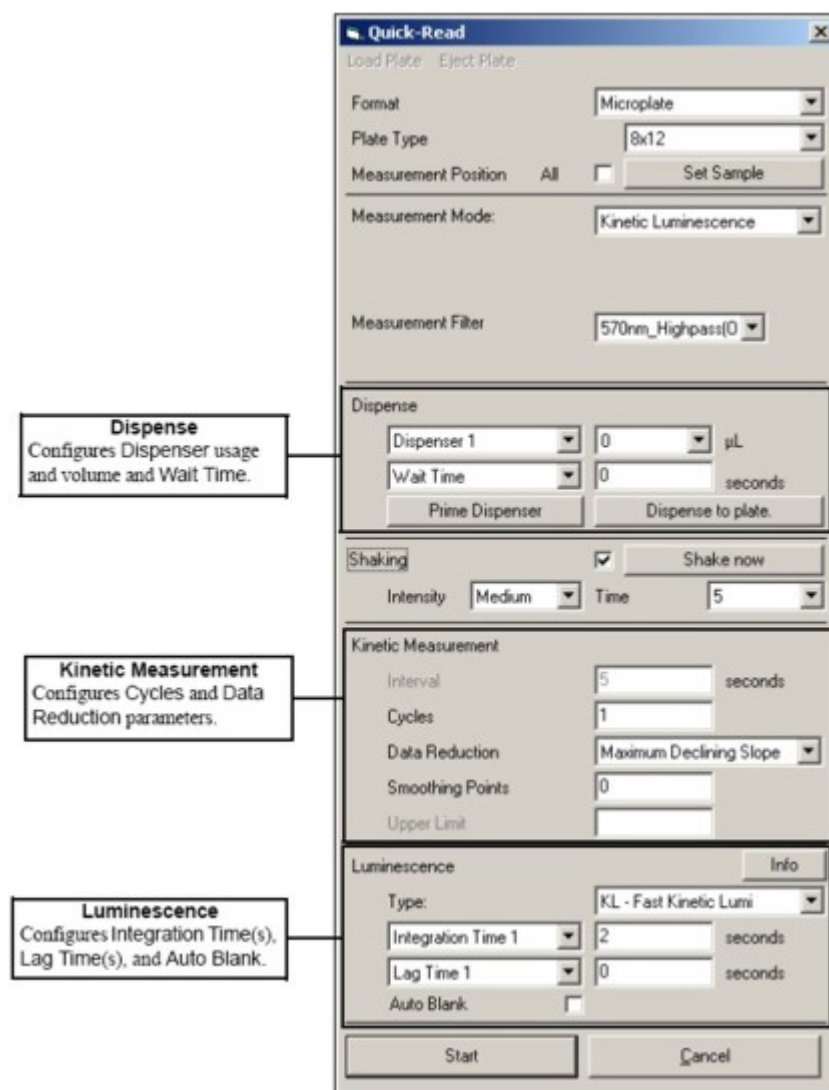 Quick-Read
Load Plate Eject Plate
Format Microplate
Plate Type 8x12
Measurement Position All Set Sample
Measurement Mode: Kinetic Luminescence
Measurement Filter 570nm_Highpass(O
Dispense
Configures Dispenser usage
and volume and Wait Time.
Dispense
Dispenser 1 0 µL
Wait Time 0 seconds
Prime Dispenser Dispense to plate.
Shaking Shake now
Intensity Medium Time 5
Kinetic Measurement
Configures Cycles and Data
Reduction parameters.
Kinetic Measurement
Interval 5 seconds
Cycles 1
Data Reduction Maximum Declining Slope
Smoothing Points 0
Upper Limit
Luminescence
Configures Integration Time(s),
Lag Time(s), and Auto Blank.
Luminescence Info
Type: KL - Fast Kinetic Lumi
Integration Time 1 2 seconds
Lag Time 1 0 seconds
Auto Blank
Start Cancel